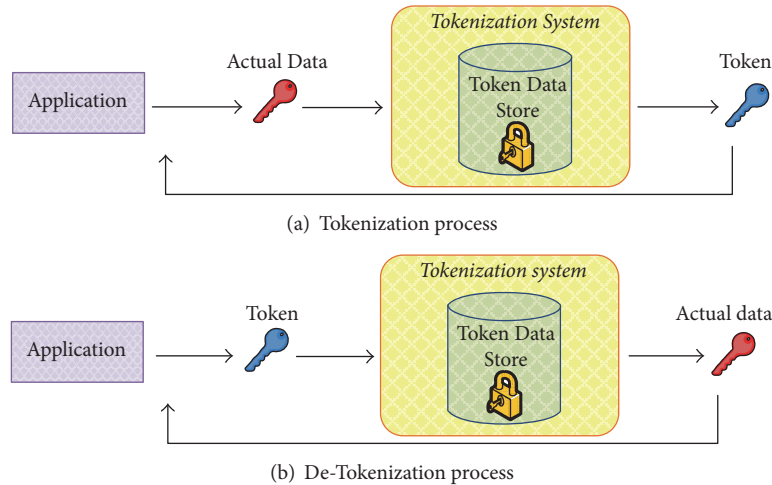 Tokenization System
Actual Data
Token
Application
Token Data
Store
(a) Tokenization process
Tokenization system
Token
Actual data
Application
Token Data
Store
(b) De-Tokenization process